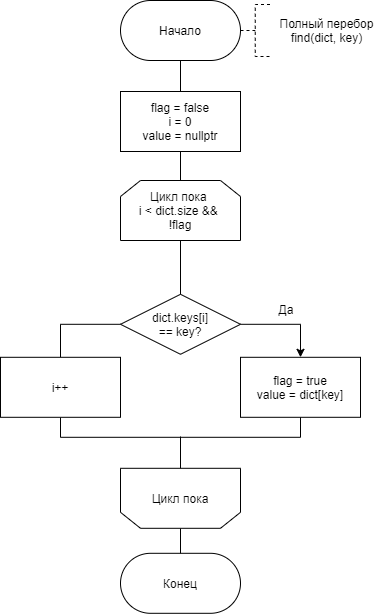 Начало
Полный перебор
find(dict, key)
flag = false
i = 0
value = nullptr
Цикл пока
i < dict.size &&
!flag
dict.keys[i]
== key?
Да
i++
flag = true
value = dict[key]
Цикл пока
Конец